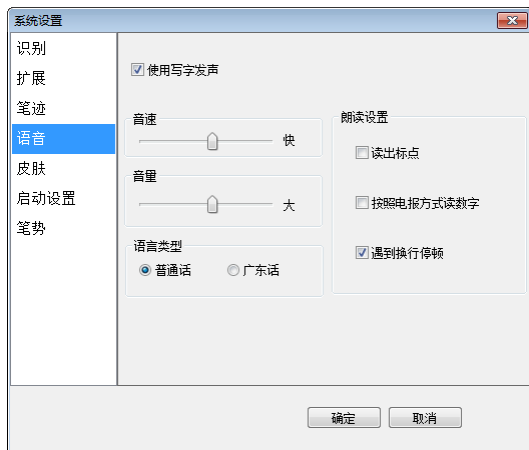 系统设置
识别
扩展
笔迹
语音
皮肤
启动设置
笔势
使用写字发声
音速
快
音量
大
语言类型
普通话 广东话
朗读设置
读出标点
按照电报方式读数字
遇到换行停顿
确定 取消